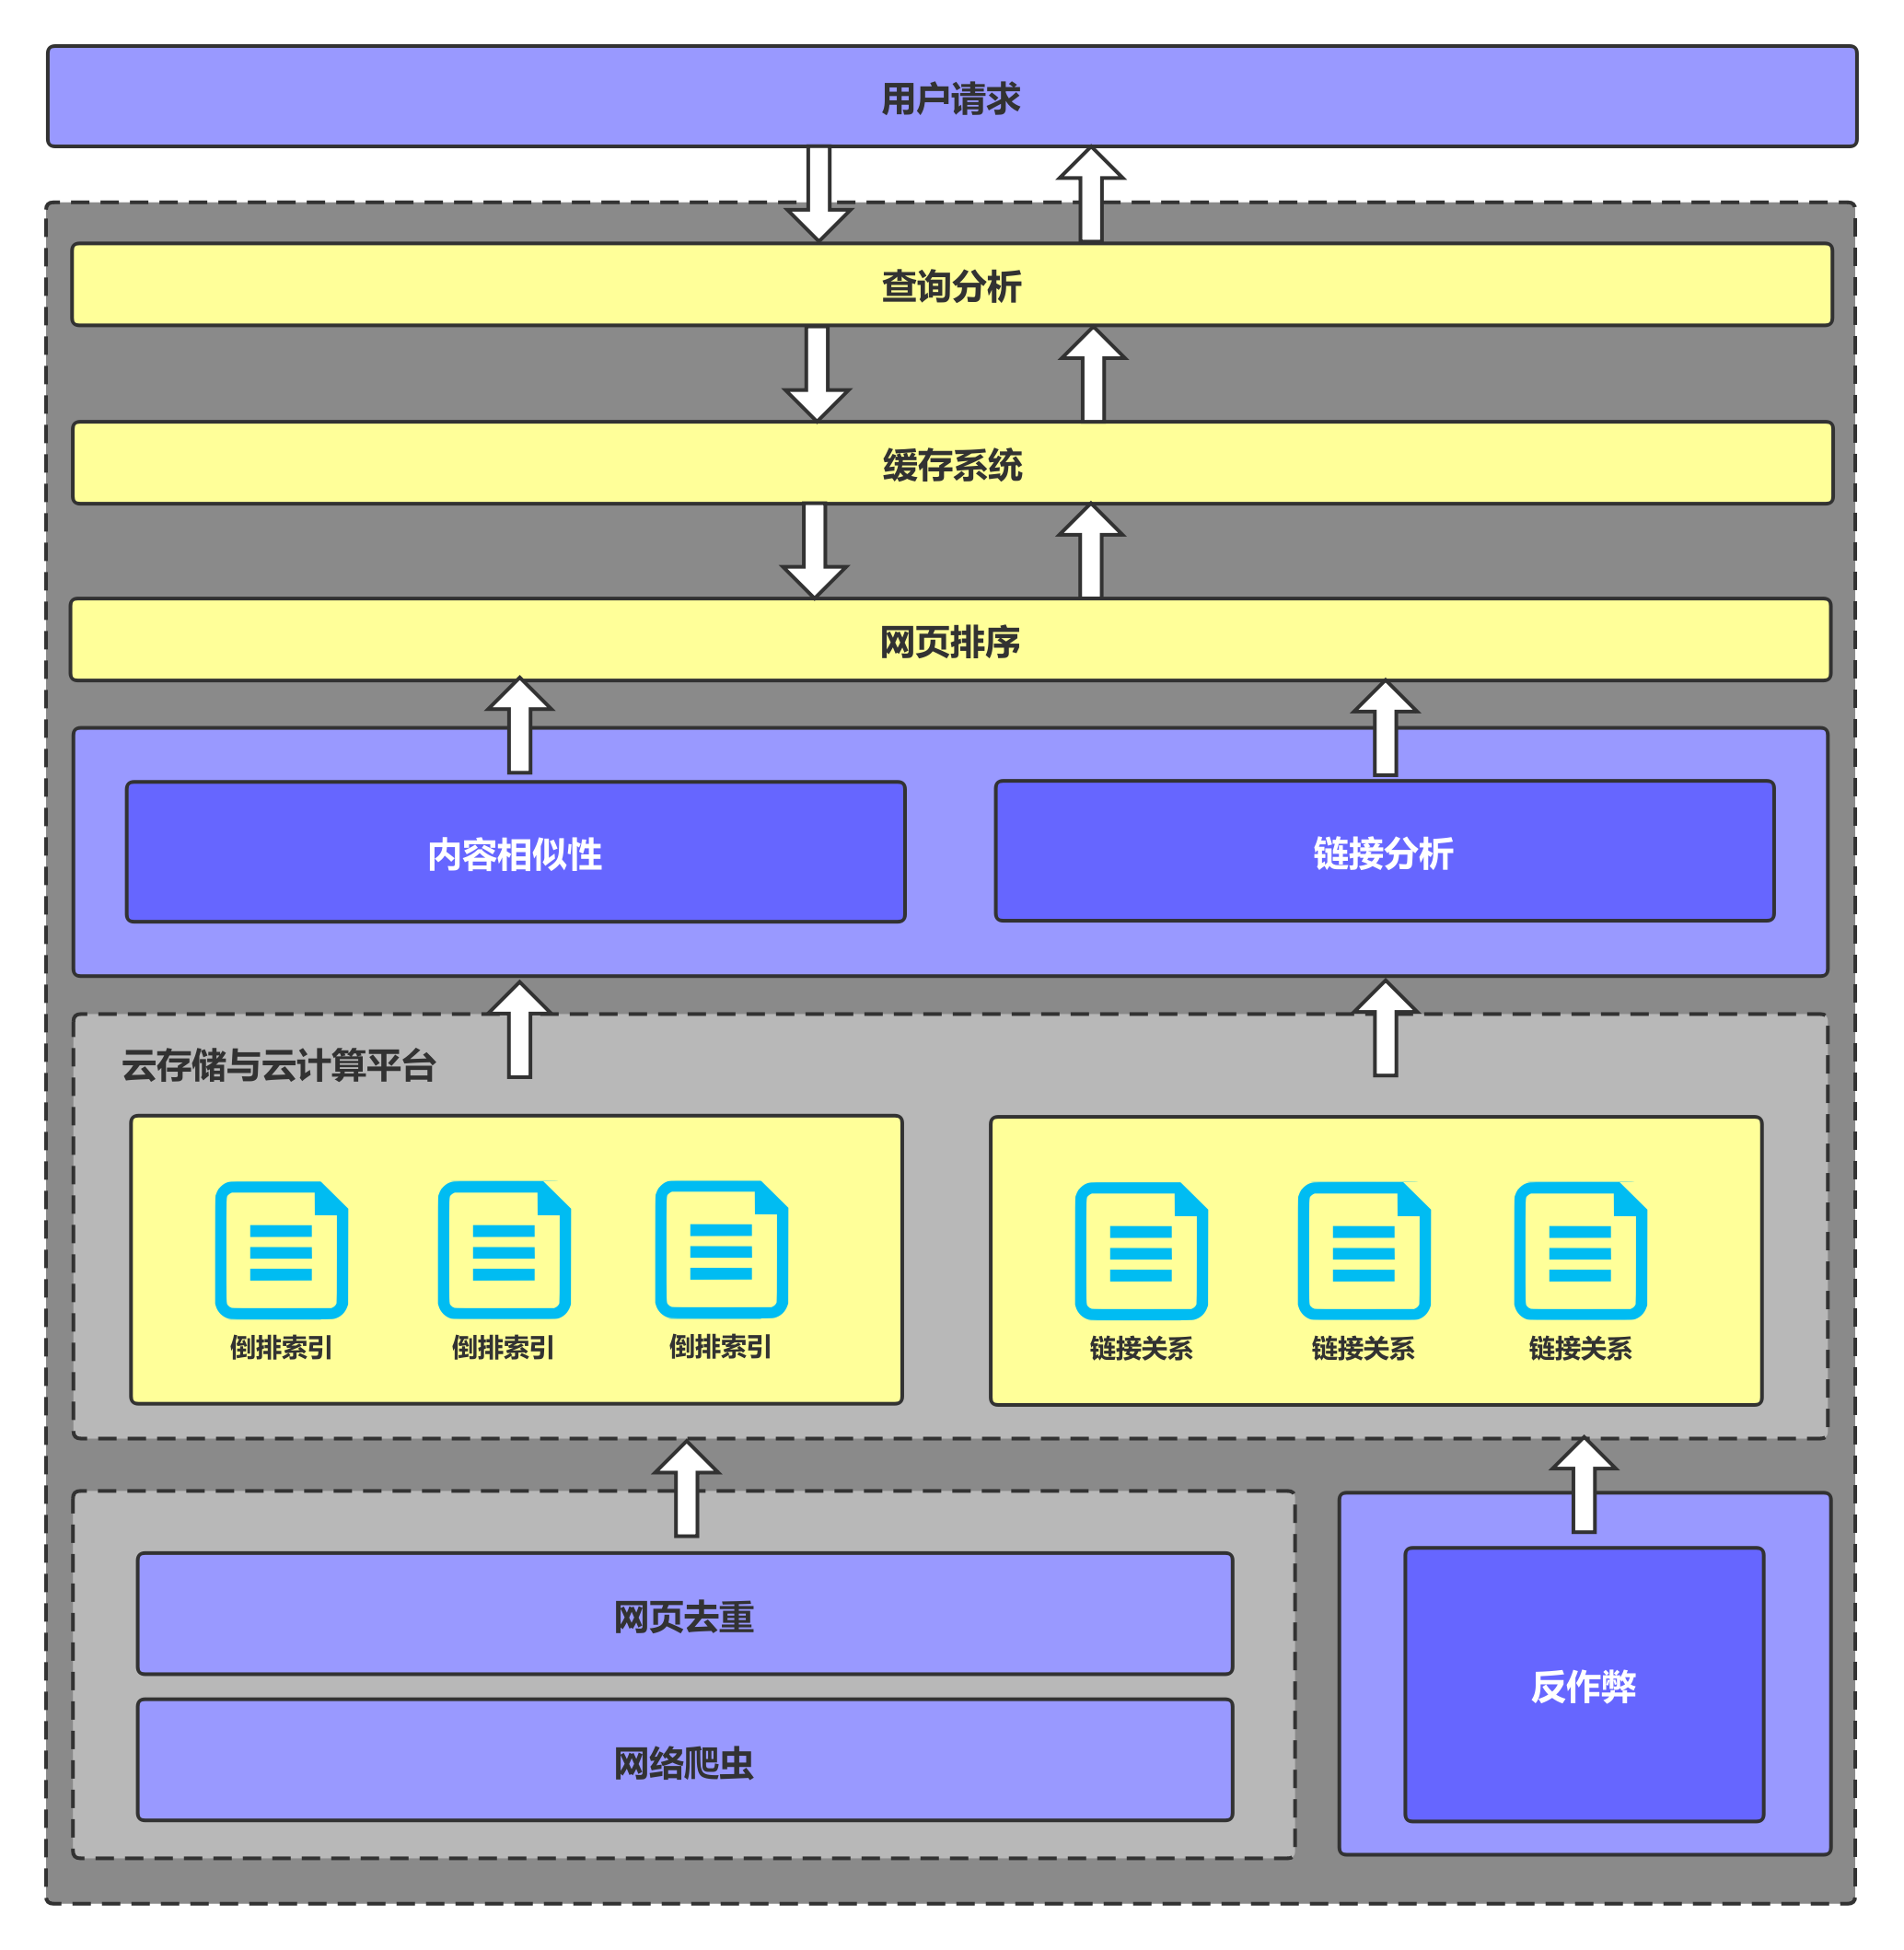 用户请求
查询分析
缓存系统
网页排序
内容相似性
链接分析
云存储与云计算平台
倒排索引
倒排索引
倒排索引
链接关系
链接关系
链接关系
网页去重
网络爬虫
反作弊